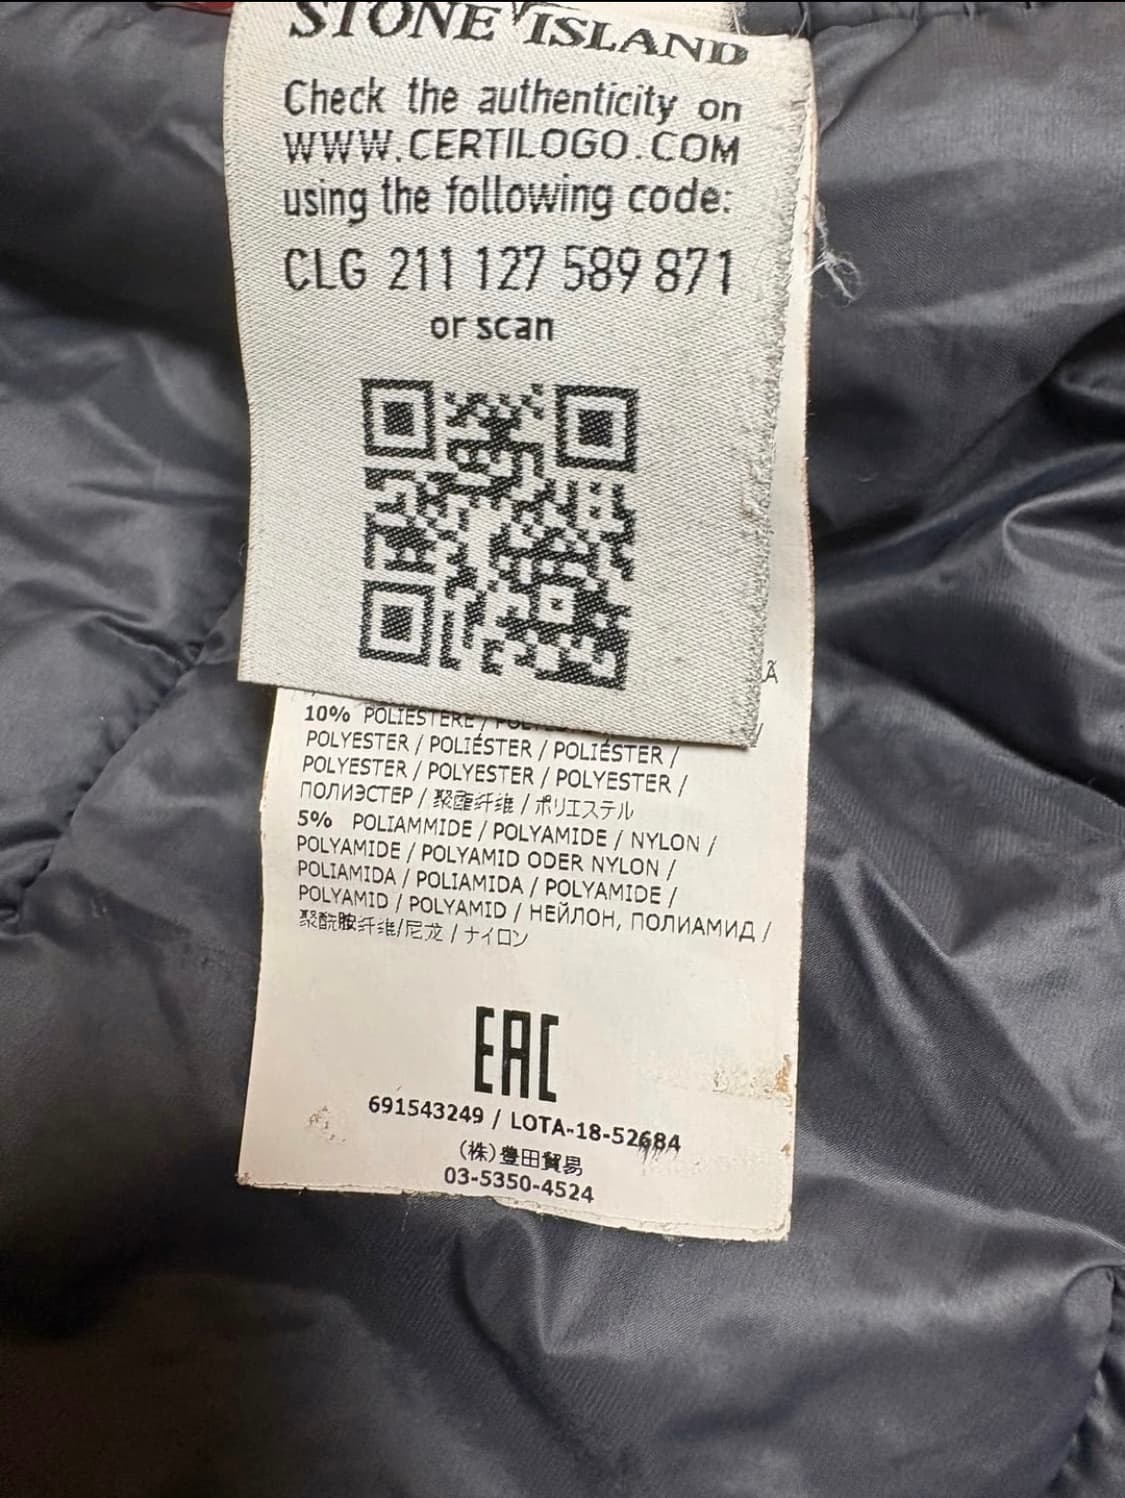 STONE ISLAND
Check the authenticity on
WWW.CERTILOGO.COM
using the following code:
CLG 211 127 589 871
or scan
10% POLIESTERE /
POLYESTER / POLIÉSTER / POLIÉSTER /
POLYESTER / POLYESTER / POLYESTER /
ПОЛИЭСТЕР / 聚酯纤维 / ポリエステル
5% POLIAMMIDE / POLYAMIDE / NYLON /
POLYAMIDE / POLYAMID ODER NYLON /
POLIAMIDA / POLIAMIDA / POLYAMIDE /
POLYAMID / POLYAMID / НЕЙЛОН, ПОЛИАМИД /
聚酰胺纤维/尼龙 / ナイロン
EAC
691543249 / LOTA-18-52684
(株)豊田貿易
03-5350-4524